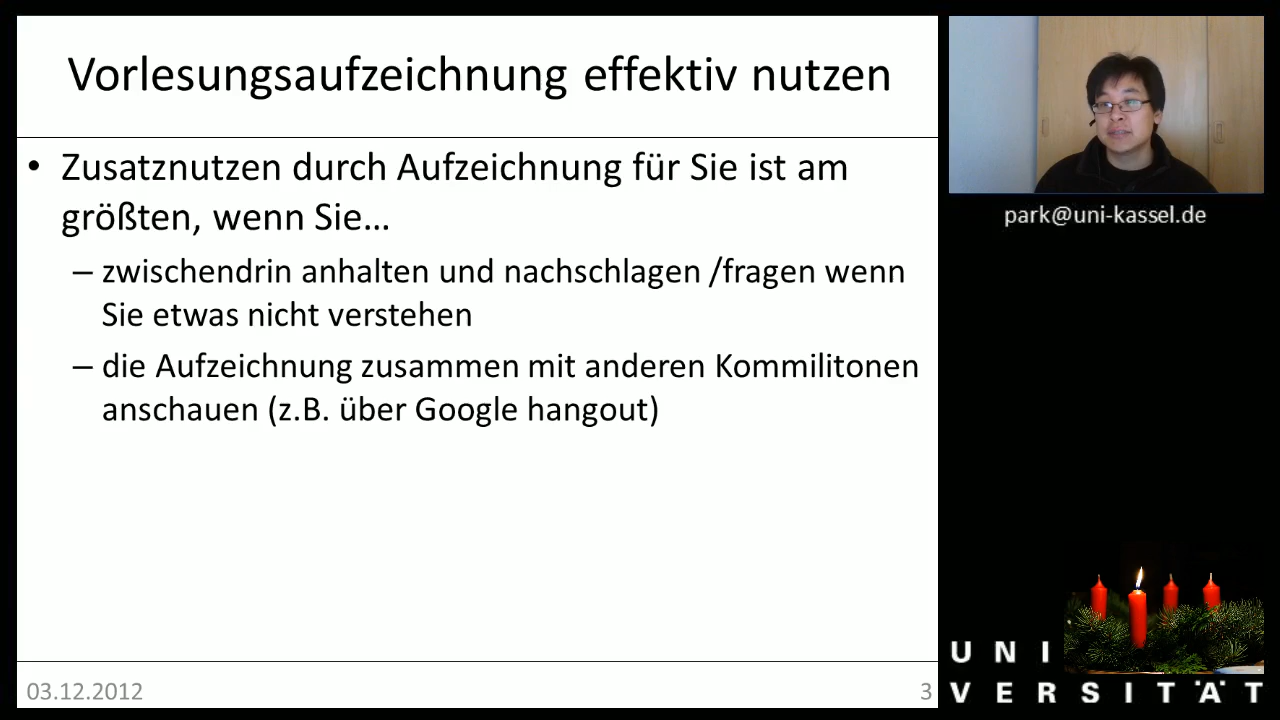 Vorlesungsaufzeichnung effektiv nutzen
• Zusatznutzen durch Aufzeichnung für Sie ist am
größten, wenn Sie…
– zwischendrin anhalten und nachschlagen /fragen wenn
Sie etwas nicht verstehen
– die Aufzeichnung zusammen mit anderen Kommilitonen
anschauen (z.B. über Google hangout)
03.12.2012
3
park@uni-kassel.de
U N I
V E R S I T Ä T